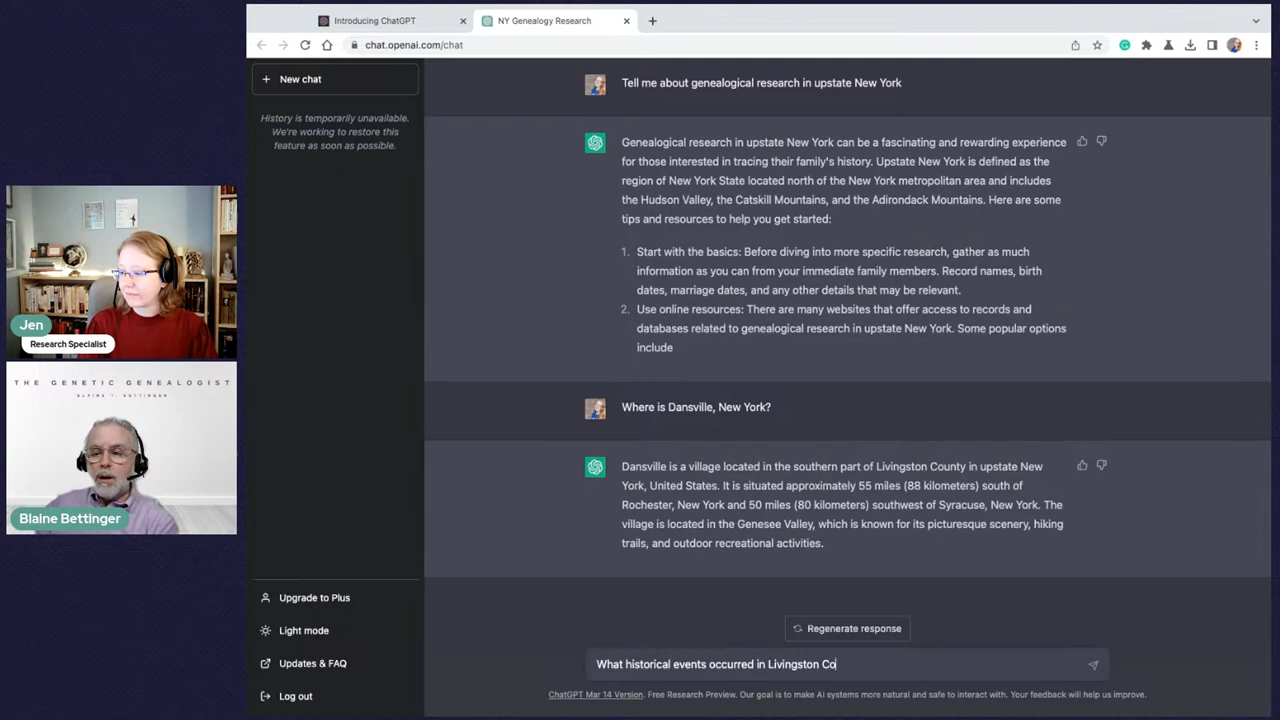 Introducing ChatGPT
NY Genealogy Research
chat.openai.com/chat
New chat
History is temporarily unavailable.
We're working to restore this
feature as soon as possible.
Tell me about genealogical research in upstate New York
Genealogical research in upstate New York can be a fascinating and rewarding experience
for those interested in tracing their family's history. Upstate New York is defined as the
region of New York State located north of the New York metropolitan area and includes
the Hudson Valley, the Catskill Mountains, and the Adirondack Mountains. Here are some
tips and resources to help you get started:
1. Start with the basics: Before diving into more specific research, gather as much
information as you can from your immediate family members. Record names, birth
dates, marriage dates, and any other details that may be relevant.
2. Use online resources: There are many websites that offer access to records and
databases related to genealogical research in upstate New York. Some popular options
include
Where is Dansville, New York?
Dansville is a village located in the southern part of Livingston County in upstate New
York, United States. It is situated approximately 55 miles (88 kilometers) south of
Rochester, New York and 50 miles (80 kilometers) southwest of Syracuse, New York. The
village is located in the Genesee Valley, which is known for its picturesque scenery, hiking
trails, and outdoor recreational activities.
Regenerate response
What historical events occurred in Livingston Co
ChatGPT Mar 14 Version. Free Research Preview. Our goal is to make AI systems more natural and safe to interact with. Your feedback will help us improve.
Upgrade to Plus
Light mode
Updates & FAQ
Log out
Jen
Research Specialist
THE GENETIC GENEALOGIST
BLAINE T. BETTINGER
Blaine Bettinger